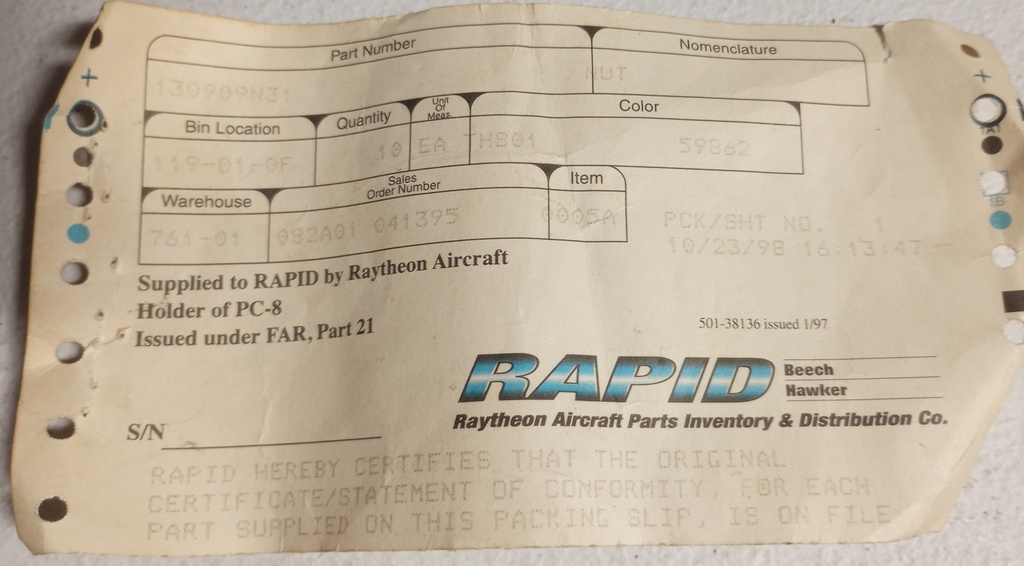 Part Number
Nomenclature
130909N31
NUT
Bin Location
Quantity
Unit
Of
Meas.
Color
119-01-0F
10
EA
TH801
59862
Warehouse
Sales
Order Number
Item
761-01
082A01 041395
0005A
PCK/SHT NO. 1
10/23/98 16:13:47
Supplied to RAPID by Raytheon Aircraft
Holder of PC-8
Issued under FAR, Part 21
501-38136 issued 1/97
RAPID
Beech
Hawker
Raytheon Aircraft Parts Inventory & Distribution Co.
S/N
RAPID HEREBY CERTIFIES THAT THE ORIGINAL
CERTIFICATE/STATEMENT OF CONFORMITY, FOR EACH
PART SUPPLIED ON THIS PACKING SLIP, IS ON FILE
1A1
1B